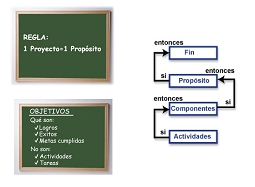 REGLA:
1 Proyecto=1 Propósito
OBJETIVOS
Qué son:
√ Logros
√ Exitos
√ Metas cumplidas
No son:
√ Actividades
√ Tareas
entonces
Fin
si
entonces
Propósito
entonces
si
Componentes
si
Actividades